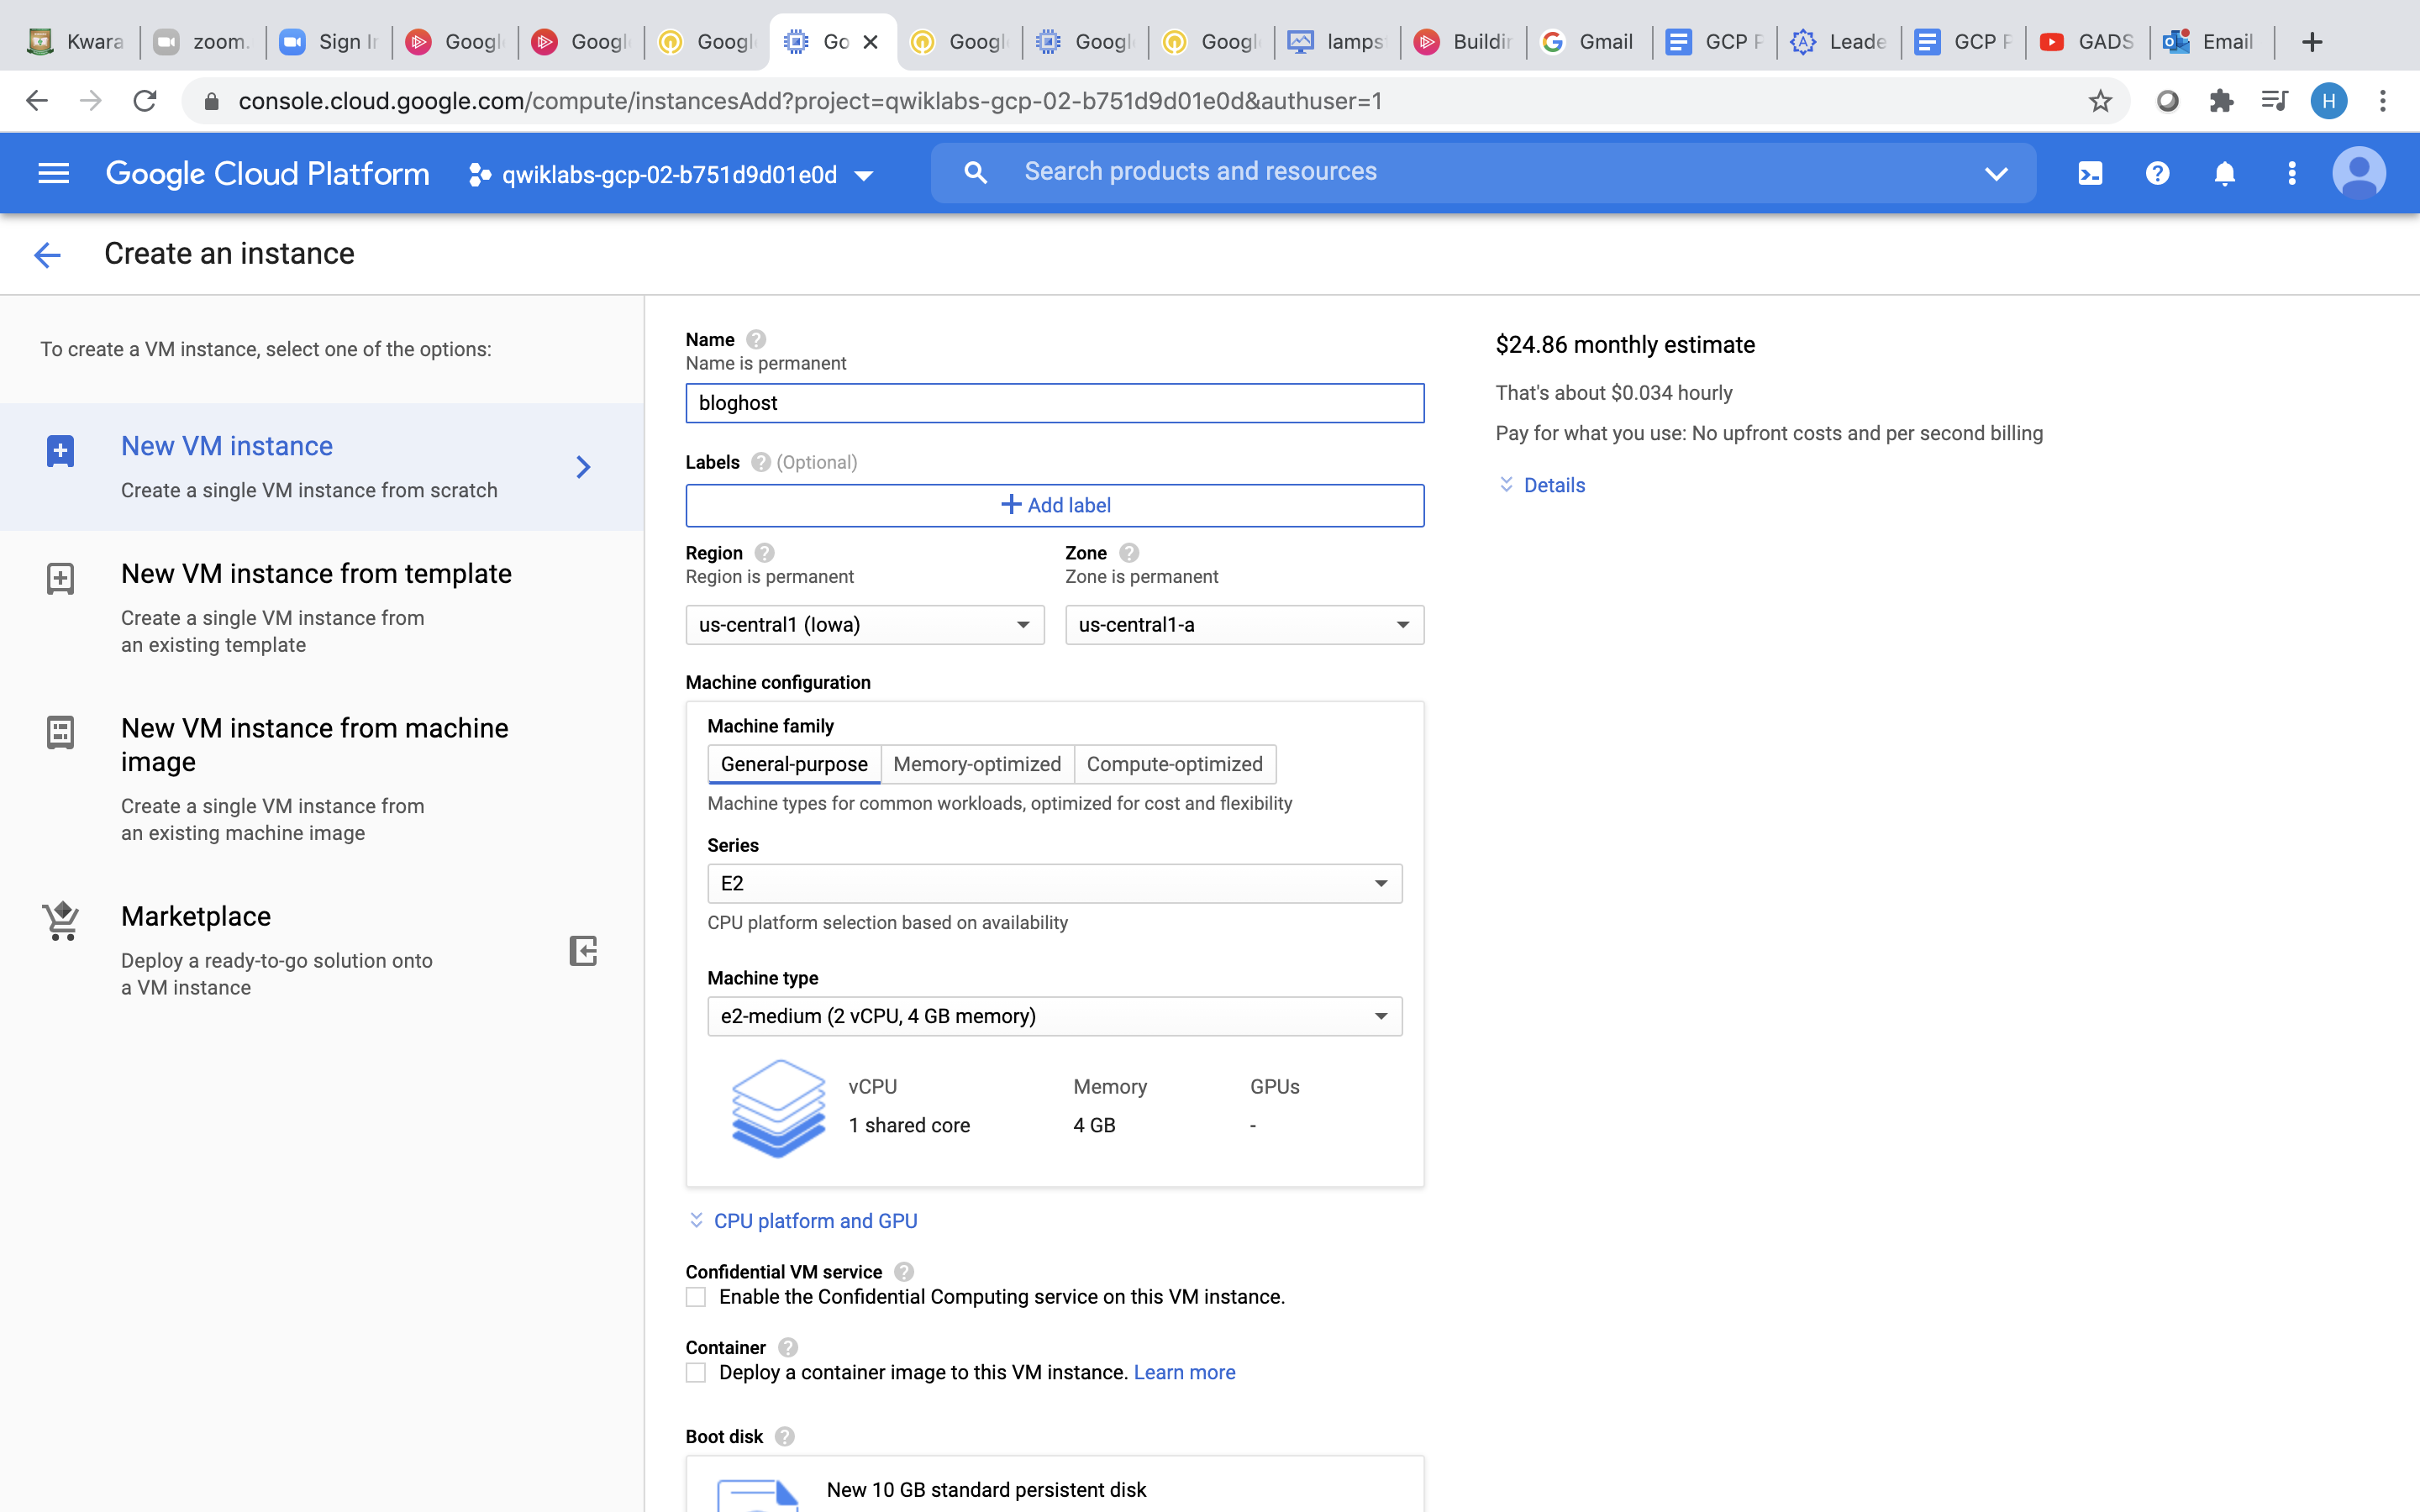 Kwara
zoom.
Sign In
Googl
Googl
Googl
Go
Googl
Googl
Googl
lamps
Buildin
Gmail
GCP P
Leade
GCP P
GADS
Email
console.cloud.google.com/compute/instancesAdd?project=qwiklabs-gcp-02-b751d9d01e0d&authuser=1
H
Google Cloud Platform
qwiklabs-gcp-02-b751d9d01e0d
Search products and resources
Create an instance
To create a VM instance, select one of the options:
New VM instance
Create a single VM instance from scratch
New VM instance from template
Create a single VM instance from
an existing template
New VM instance from machine
image
Create a single VM instance from
an existing machine image
Marketplace
Deploy a ready-to-go solution onto
a VM instance
Name
Name is permanent
bloghost
Labels (Optional)
Add label
Region
Region is permanent
us-central1 (Iowa)
Zone
Zone is permanent
us-central1-a
Machine configuration
Machine family
General-purpose
Memory-optimized
Compute-optimized
Machine types for common workloads, optimized for cost and flexibility
Series
E2
CPU platform selection based on availability
Machine type
e2-medium (2 vCPU, 4 GB memory)
vCPU
Memory
GPUs
1 shared core
4 GB
-
CPU platform and GPU
Confidential VM service
Enable the Confidential Computing service on this VM instance.
Container
Deploy a container image to this VM instance. Learn more
Boot disk
New 10 GB standard persistent disk
$24.86 monthly estimate
That's about $0.034 hourly
Pay for what you use: No upfront costs and per second billing
Details